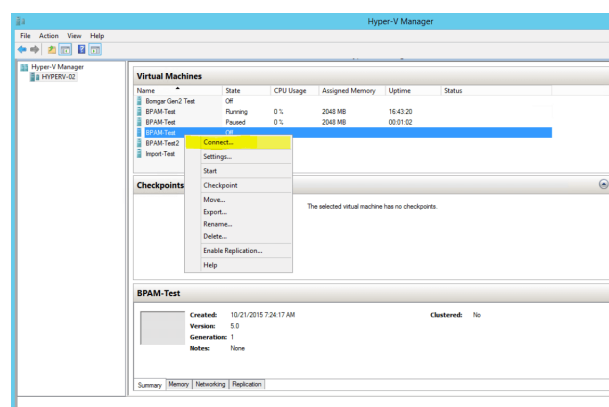 Hyper-V Manager
File Action View Help
Hyper-V Manager
HYPERV-02
Virtual Machines
Name State CPU Usage Assigned Memory Uptime Status
Bomgar Gen2 Test Off
BPAM-Test Running 0 % 2048 MB 16:43:20
BPAM-Test Paused 0 % 2048 MB 00:01:02
BPAM-Test Off
BPAM-Test2
Import-Test
Connect...
Settings...
Start
Checkpoint
Move...
Export...
Rename...
Delete...
Enable Replication...
Help
Checkpoints
The selected virtual machine has no checkpoints.
BPAM-Test
Created: 10/21/2015 7:24:17 AM Clustered: No
Version: 5.0
Generation: 1
Notes: None
Summary Memory Networking Replication